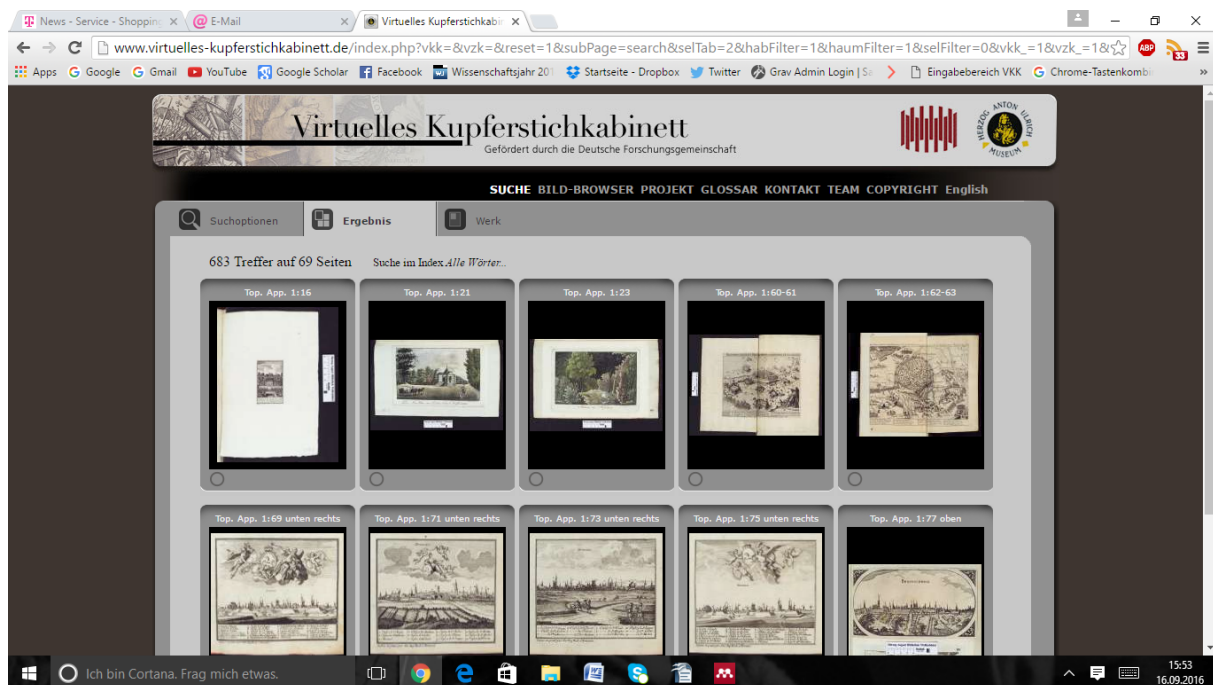 News - Service - Shopping
E-Mail
Virtuelles Kupferstichkabin
www.virtuelles-kupferstichkabinett.de/index.php?vkk=&vzk=&reset=1&subPage=search&selTab=2&habFilter=1&haumFilter=1&selFilter=0&vkk_=1&vzk_=1&
ABP
33
Apps Google Gmail YouTube Google Scholar Facebook Wissenschaftsjahr 201 Startseite - Dropbox Twitter Grav Admin Login | Sa Eingabebereich VKK Chrome-Tastenkombi
Virtuelles Kupferstichkabinett
Gefördert durch die Deutsche Forschungsgemeinschaft
HERZOG ANTON ULRICH MUSEUM
SUCHE BILD-BROWSER PROJEKT GLOSSAR KONTAKT TEAM COPYRIGHT English
Suchoptionen Ergebnis Werk
683 Treffer auf 69 Seiten Suche im Index Alle Wörter...
Top. App. 1:16 Top. App. 1:21 Top. App. 1:23 Top. App. 1:60-61 Top. App. 1:62-63
Top. App. 1:69 unten rechts Top. App. 1:71 unten rechts Top. App. 1:73 unten rechts Top. App. 1:75 unten rechts Top. App. 1:77 oben
Ich bin Cortana. Frag mich etwas.
15:53
16.09.2016